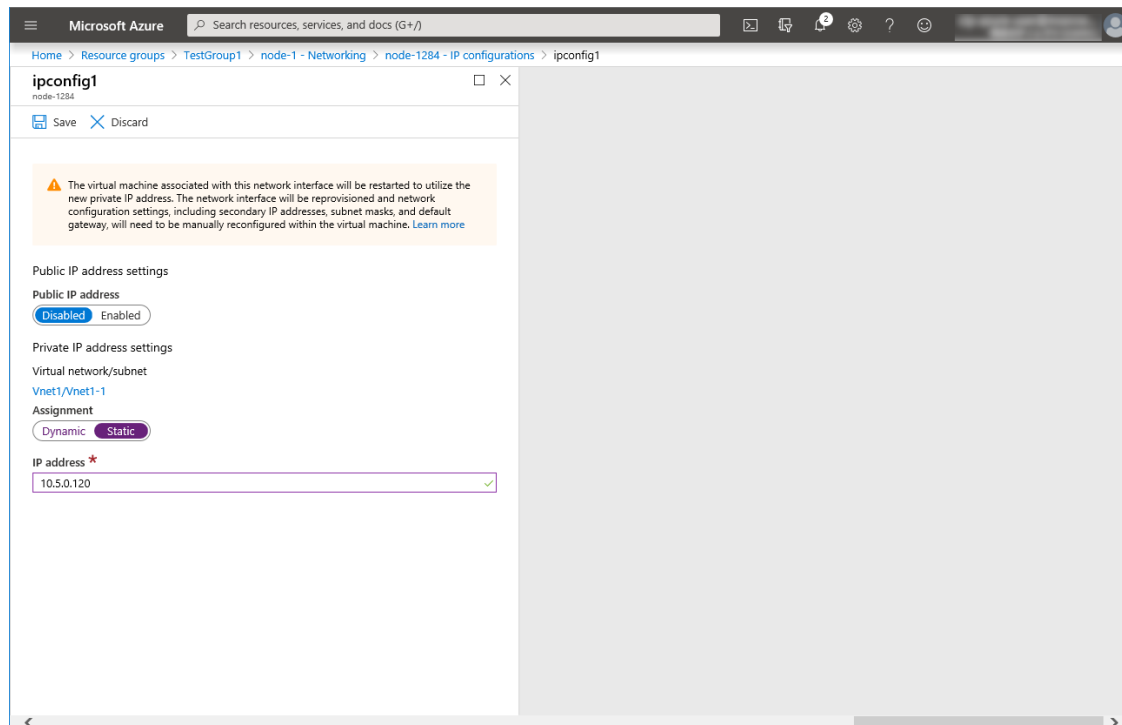 Microsoft Azure
Search resources, services, and docs (G+/)
2
Home > Resource groups > TestGroup1 > node-1 - Networking > node-1284 - IP configurations > ipconfig1
ipconfig1
node-1284
Save Discard
The virtual machine associated with this network interface will be restarted to utilize the
new private IP address. The network interface will be reprovisioned and network
configuration settings, including secondary IP addresses, subnet masks, and default
gateway, will need to be manually reconfigured within the virtual machine. Learn more
Public IP address settings
Public IP address
Disabled Enabled
Private IP address settings
Virtual network/subnet
Vnet1/Vnet1-1
Assignment
Dynamic Static
IP address *
10.5.0.120